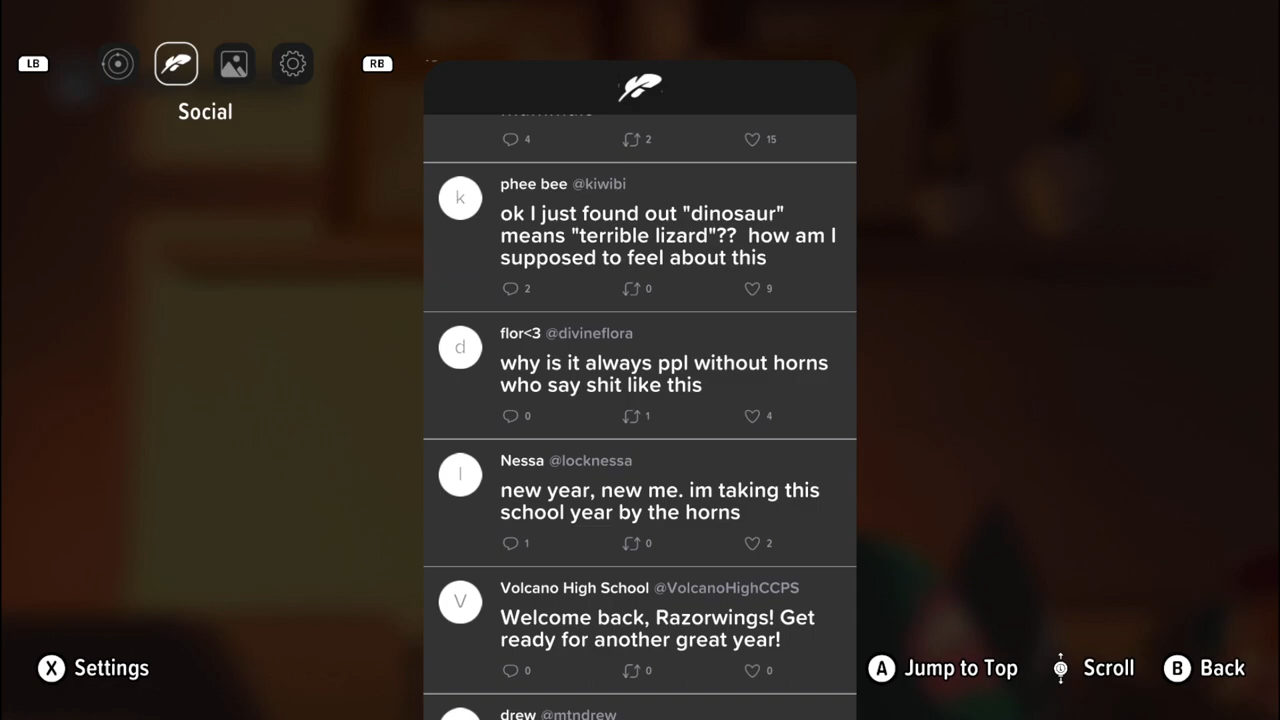 LB
RB
Social
4 2 15
phee bee @kiwibi
k
ok I just found out "dinosaur"
means "terrible lizard"?? how am I
supposed to feel about this
2 0 9
flor<3 @divineflora
d
why is it always ppl without horns
who say shit like this
0 1 4
Nessa @locknessa
l
new year, new me. im taking this
school year by the horns
1 0 2
Volcano High School @VolcanoHighCCPS
V
Welcome back, Razorwings! Get
ready for another great year!
0 0 0
drew @mtndrew
X Settings
A Jump to Top
Scroll
B Back